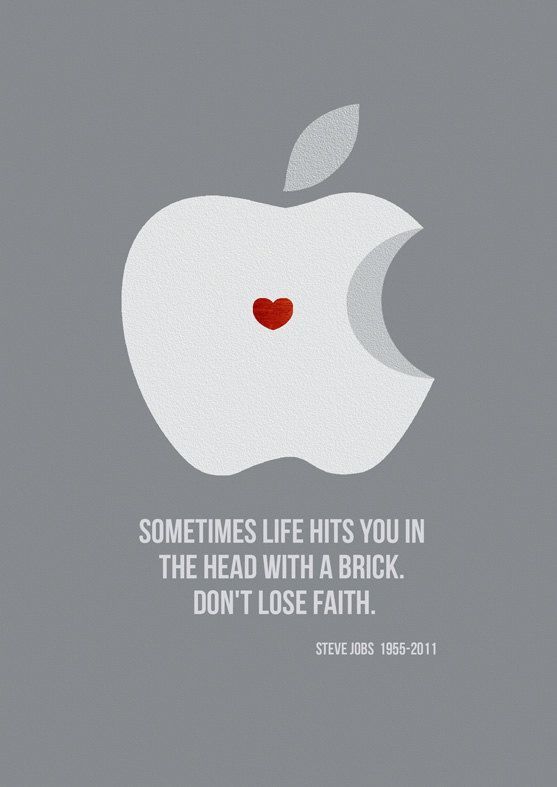 SOMETIMES LIFE HITS YOU IN
THE HEAD WITH A BRICK.
DON'T LOSE FAITH.
STEVE JOBS 1955-2011